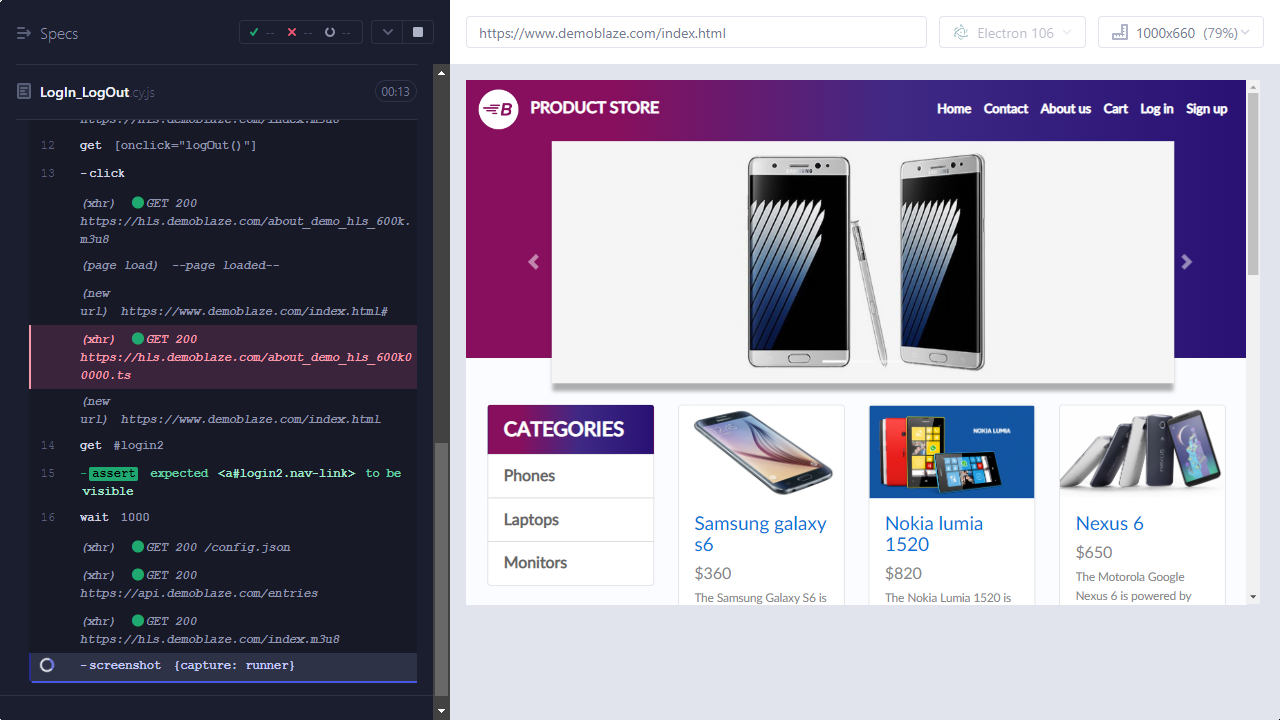 Specs
-- -- --
LogIn_LogOut.cy.js 00:13
https://hls.demoblaze.com/index.m3u8
12 get [onclick="logOut()"]
13 -click
(xhr) GET 200
https://hls.demoblaze.com/about_demo_hls_600k.
m3u8
(page load) --page loaded--
(new
url) https://www.demoblaze.com/index.html#
(xhr) GET 200
https://hls.demoblaze.com/about_demo_hls_600k0
0000.ts
(new
url) https://www.demoblaze.com/index.html
14 get #login2
15 -assert expected <a#login2.nav-link> to be
visible
16 wait 1000
(xhr) GET 200 /config.json
(xhr) GET 200
https://api.demoblaze.com/entries
(xhr) GET 200
https://hls.demoblaze.com/index.m3u8
-screenshot {capture: runner}
https://www.demoblaze.com/index.html
Electron 106
1000x660 (79%)
B PRODUCT STORE
Home Contact About us Cart Log in Sign up
SAMSUNG
SAMSUNG
CATEGORIES
Phones
Laptops
Monitors
Samsung galaxy
s6
$360
The Samsung Galaxy S6 is
NOKIA LUMIA
Nokia lumia
1520
$820
The Nokia Lumia 1520 is
Nexus 6
$650
The Motorola Google
Nexus 6 is powered by